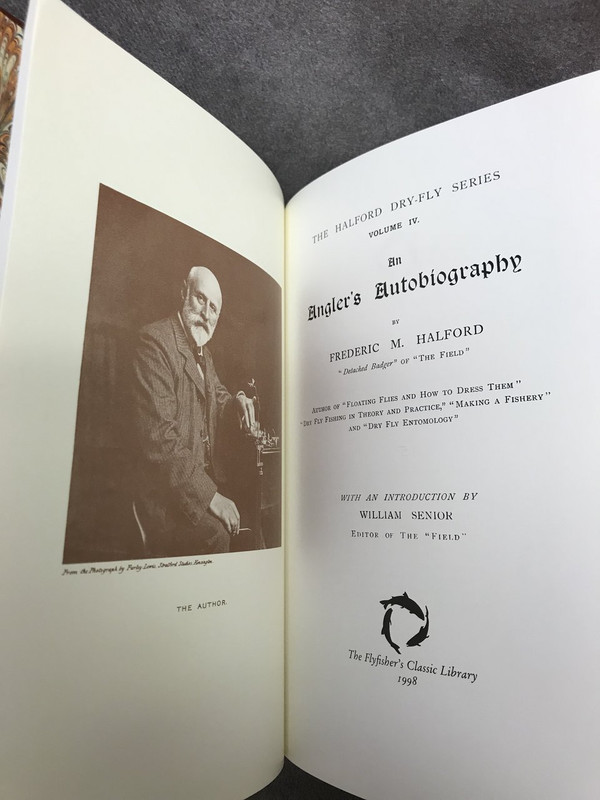 From the Photograph by Purley Lewis, Stratford Studios, Kensington.
THE AUTHOR.
THE HALFORD DRY-FLY SERIES
VOLUME IV.
An
Angler's Autobiography
BY
FREDERIC M. HALFORD
"Detached Badger" OF "THE FIELD"
AUTHOR OF "FLOATING FLIES AND HOW TO DRESS THEM"
"DRY FLY FISHING IN THEORY AND PRACTICE," "MAKING A FISHERY"
AND "DRY FLY ENTOMOLOGY"
WITH AN INTRODUCTION BY
WILLIAM SENIOR
EDITOR OF THE "FIELD"
The Flyfisher's Classic Library
1998